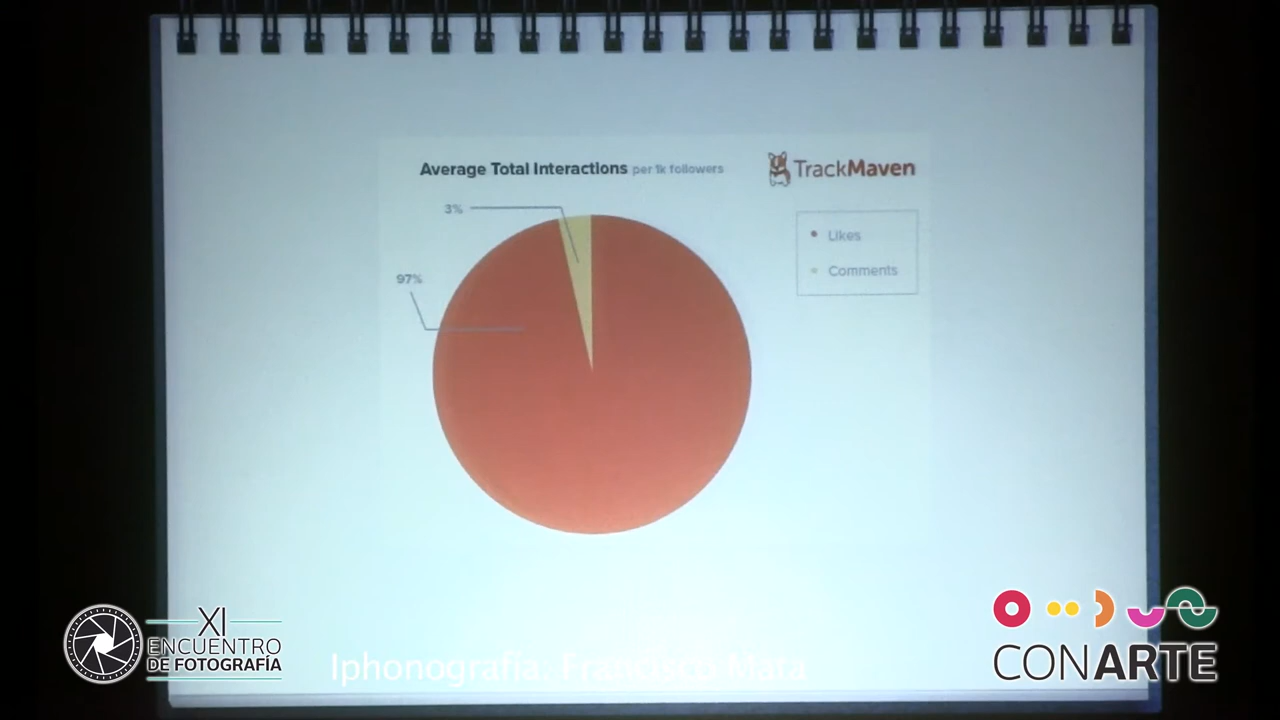 Average Total Interactions per 1k followers
TrackMaven
3%
97%
Likes
Comments
XI
ENCUENTRO
DE FOTOGRAFÍA
Iphonografía. Francisco Mata
CONARTE